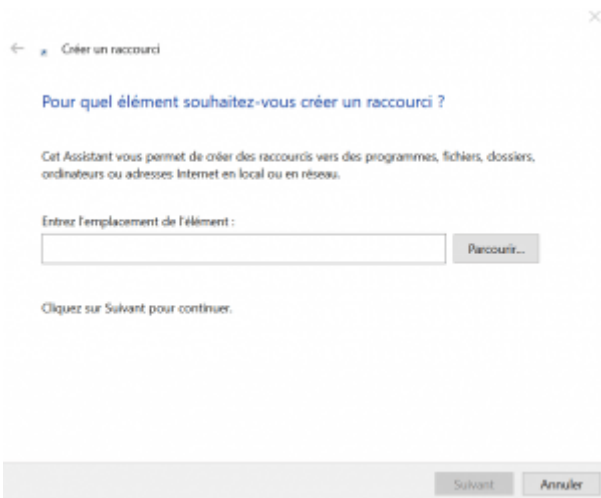 Créer un raccourci
Pour quel élément souhaitez-vous créer un raccourci ?
Cet Assistant vous permet de créer des raccourcis vers des programmes, fichiers, dossiers,
ordinateurs ou adresses Internet en local ou en réseau.
Entrez l'emplacement de l'élément :
Parcourir...
Cliquez sur Suivant pour continuer.
Suivant Annuler